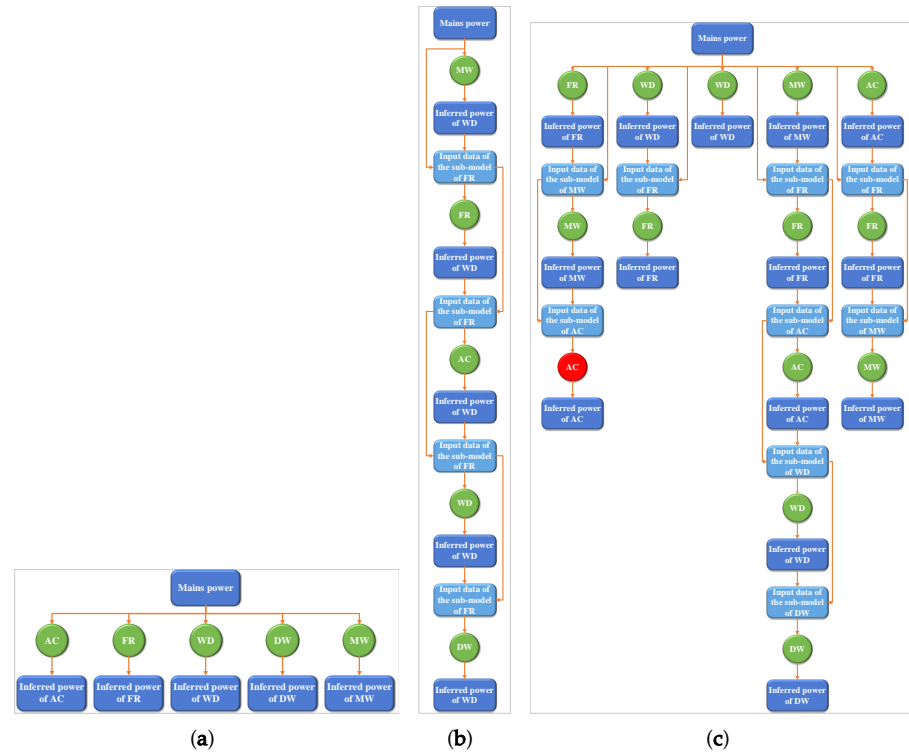 Mains power
AC
FR
WD
DW
MW
Inferred power
of AC
Inferred power
of FR
Inferred power
of WD
Inferred power
of DW
Inferred power
of MW
(a)
Mains power
MW
Inferred power
of WD
Input data of
the sub-model
of FR
FR
Inferred power
of WD
Input data of
the sub-model
of FR
AC
Inferred power
of WD
Input data of
the sub-model
of FR
WD
Inferred power
of WD
Input data of
the sub-model
of FR
DW
Inferred power
of WD
(b)
Mains power
FR
Inferred power
of FR
Input data of
the sub-model
of MW
MW
Inferred power
of MW
Input data of
the sub-model
of AC
AC
Inferred power
of AC
WD
Inferred power
of WD
Input data of
the sub-model
of FR
FR
Inferred power
of FR
WD
Inferred power
of WD
MW
Inferred power
of MW
Input data of
the sub-model
of FR
FR
Inferred power
of FR
Input data of
the sub-model
of AC
AC
Inferred power
of AC
Input data of
the sub-model
of WD
WD
Inferred power
of WD
Input data of
the sub-model
of DW
DW
Inferred power
of DW
AC
Inferred power
of AC
Input data of
the sub-model
of FR
FR
Inferred power
of FR
Input data of
the sub-model
of MW
MW
Inferred power
of MW
(c)